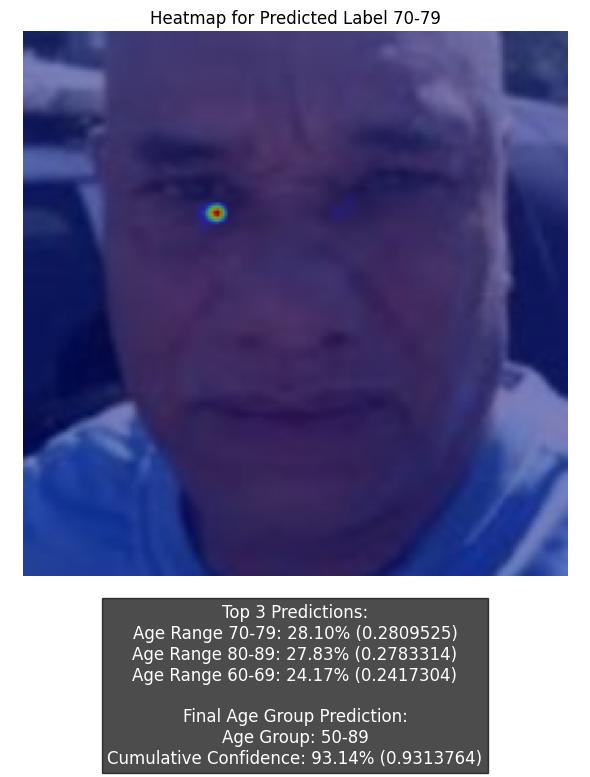 Heatmap for Predicted Label 70-79
Top 3 Predictions:
Age Range 70-79: 28.10% (0.2809525)
Age Range 80-89: 27.83% (0.2783314)
Age Range 60-69: 24.17% (0.2417304)
Final Age Group Prediction:
Age Group: 50-89
Cumulative Confidence: 93.14% (0.9313764)